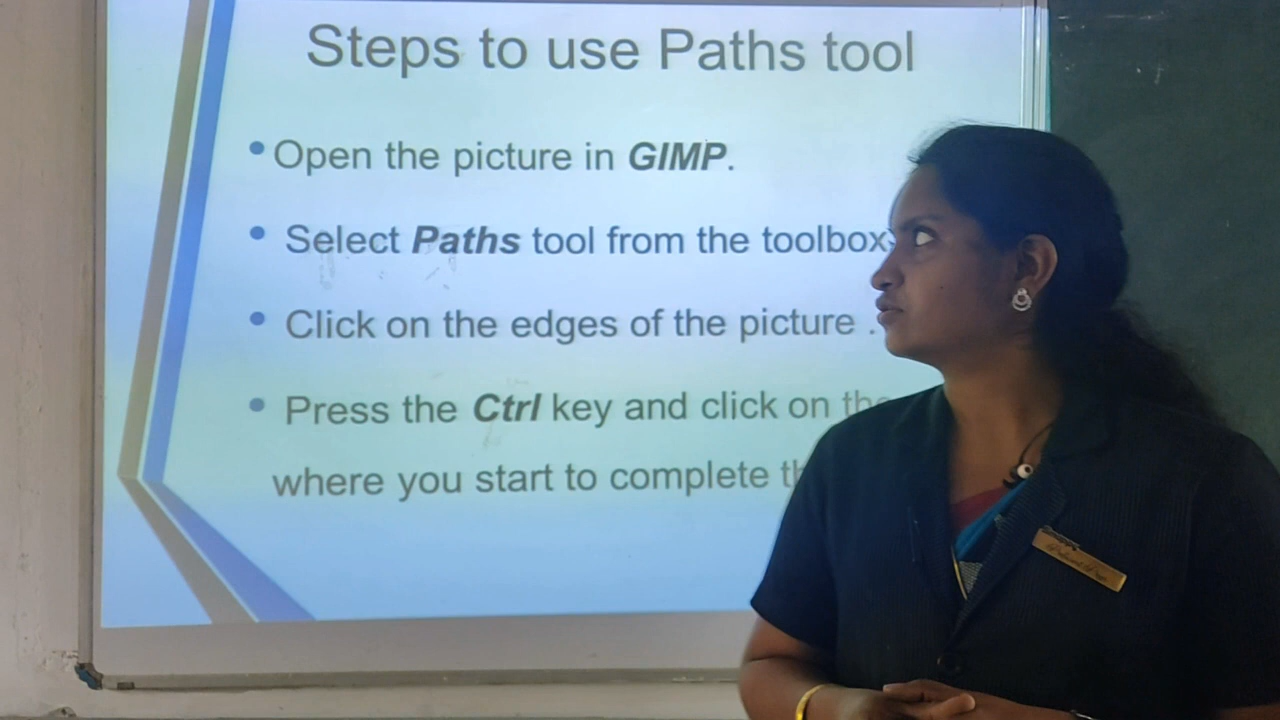 Steps to use Paths tool
•Open the picture in GIMP.
• Select Paths tool from the toolbox
• Click on the edges of the picture .
• Press the Ctrl key and click on the
where you start to complete